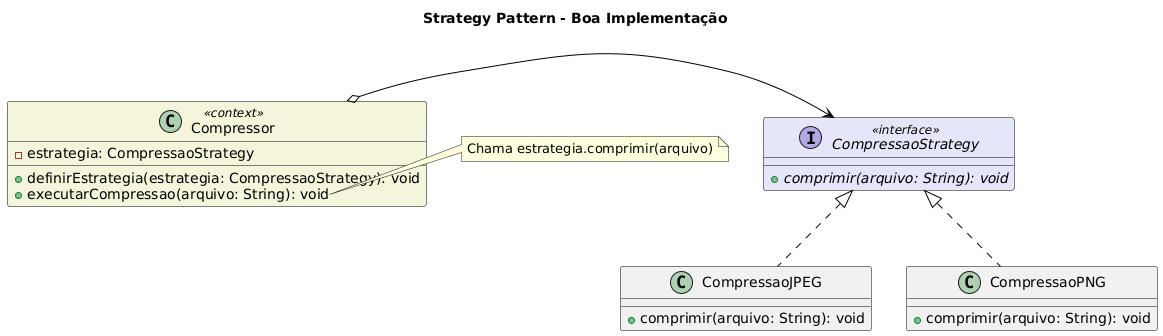 Strategy Pattern - Boa Implementação
C
«context»
Compressor
estrategia: CompressaoStrategy
definirEstrategia(estrategia: CompressaoStrategy): void
executarCompressao(arquivo: String): void
Chama estrategia.comprimir(arquivo)
I
«interface»
CompressaoStrategy
comprimir(arquivo: String): void
C CompressaoJPEG
comprimir(arquivo: String): void
C CompressaoPNG
comprimir(arquivo: String): void